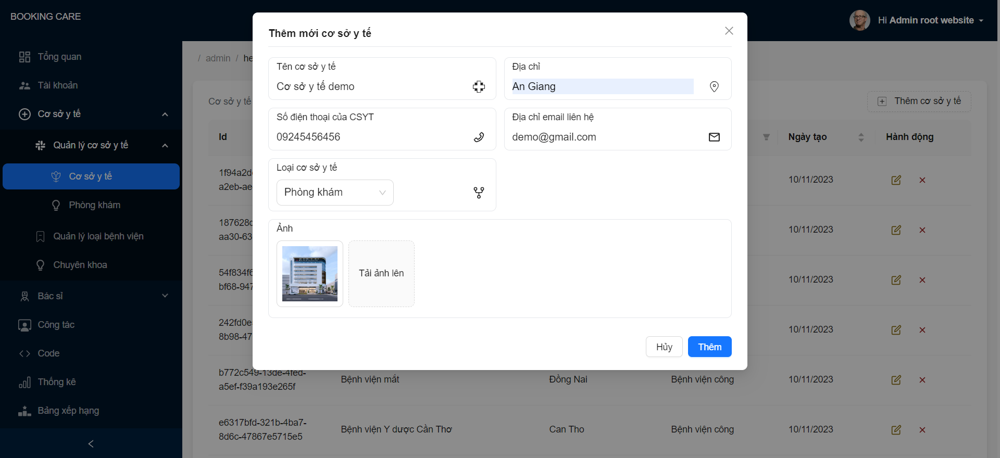 BOOKING CARE
Hi Admin root website
Tổng quan
Tài khoản
Cơ sở y tế
Quản lý cơ sở y tế
Cơ sở y tế
Phòng khám
Quản lý loại bệnh viện
Chuyên khoa
Bác sĩ
Công tác
Code
Thống kê
Bảng xếp hạng
/ admin / he
Cơ sở y tế
Thêm cơ sở y tế
Id
Ngày tạo
Hành động
Thêm mới cơ sở y tế
Tên cơ sở y tế
Cơ sở y tế demo
Địa chỉ
An Giang
Số điện thoại của CSYT
09245456456
Địa chỉ email liên hệ
demo@gmail.com
Loại cơ sở y tế
Phòng khám
Ảnh
Tải ảnh lên
Hủy
Thêm
1f94a2d
a2eb-ae
10/11/2023
187628
aa30-63
10/11/2023
54f834f6
bf68-947
10/11/2023
242fd0e
8b98-47
10/11/2023
b772c549-13de-4fed-
a5ef-f39a193e265f
Bệnh viện mắt
Đồng Nai
Bệnh viện công
10/11/2023
e6317bfd-321b-4ba7-
8d6c-47867e5715e5
Bệnh viện Y dược Cần Thơ
Can Tho
Bệnh viện công
10/11/2023